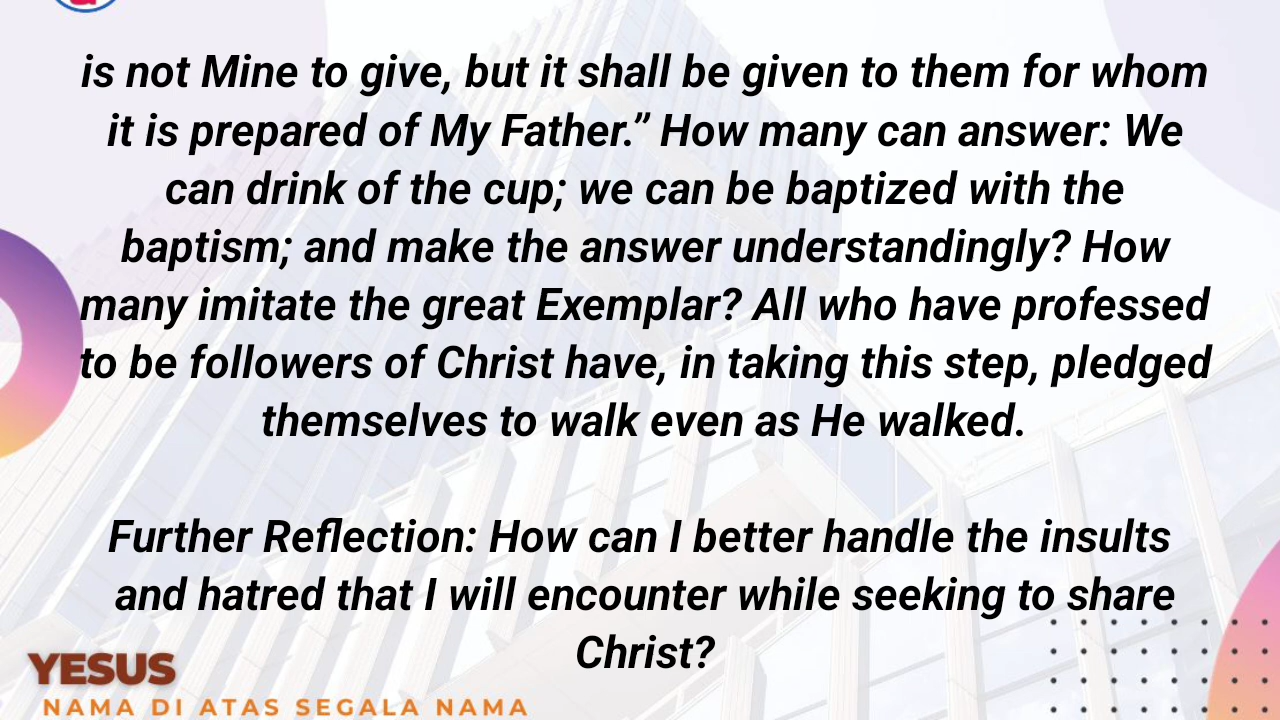 is not Mine to give, but it shall be given to them for whom
it is prepared of My Father.” How many can answer: We
can drink of the cup; we can be baptized with the
baptism; and make the answer understandingly? How
many imitate the great Exemplar? All who have professed
to be followers of Christ have, in taking this step, pledged
themselves to walk even as He walked.
Further Reflection: How can I better handle the insults
and hatred that I will encounter while seeking to share
Christ?
YESUS
NAMA DI ATAS SEGALA NAMA